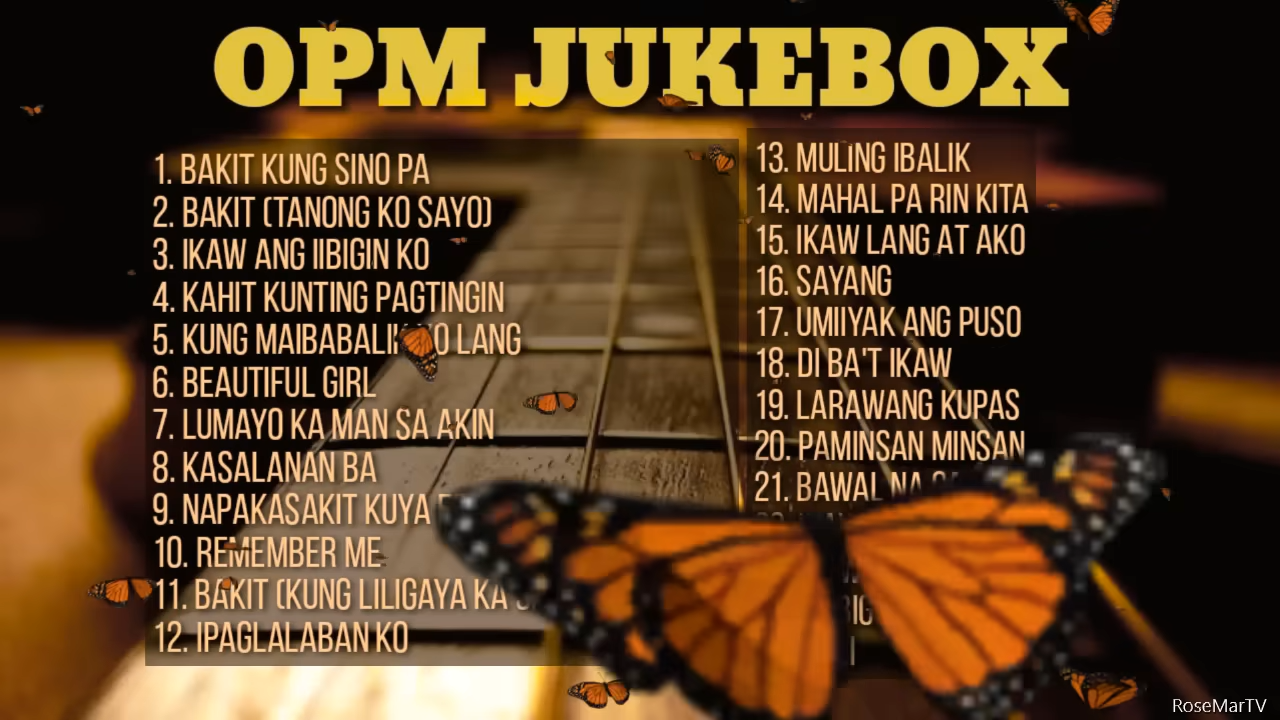 OPM JUKEBOX
1. BAKIT KUNG SINO PA
2. BAKIT (TANONG KO SAYO)
3. IKAW ANG IIBIGIN KO
4. KAHIT KUNTING PAGTINGIN
5. KUNG MAIBABALIK KO LANG
6. BEAUTIFUL GIRL
7. LUMAYO KA MAN SA AKIN
8. KASALANAN BA
9. NAPAKASAKIT KUYA
10. REMEMBER ME
11. BAKIT (KUNG LILIGAYA KA
12. IPAGLALABAN KO
13. MULING IBALIK
14. MAHAL PA RIN KITA
15. IKAW LANG AT AKO
16. SAYANG
17. UMIIYAK ANG PUSO
18. DI BA'T IKAW
19. LARAWANG KUPAS
20. PAMINSAN MINSAN
21. BAWAL NA
RoseMarTV